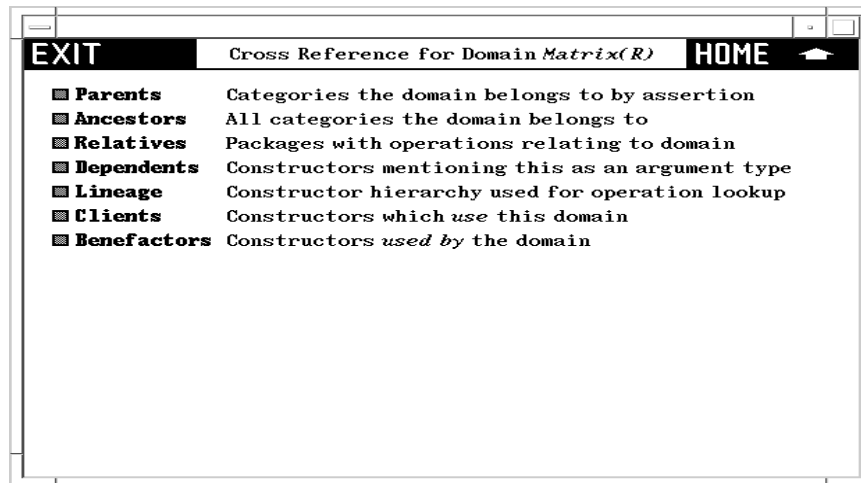 EXIT Cross Reference for Domain Matrix(R) HOME
Parents Categories the domain belongs to by assertion
Ancestors All categories the domain belongs to
Relatives Packages with operations relating to domain
Dependents Constructors mentioning this as an argument type
Lineage Constructor hierarchy used for operation lookup
Clients Constructors which use this domain
Benefactors Constructors used by the domain